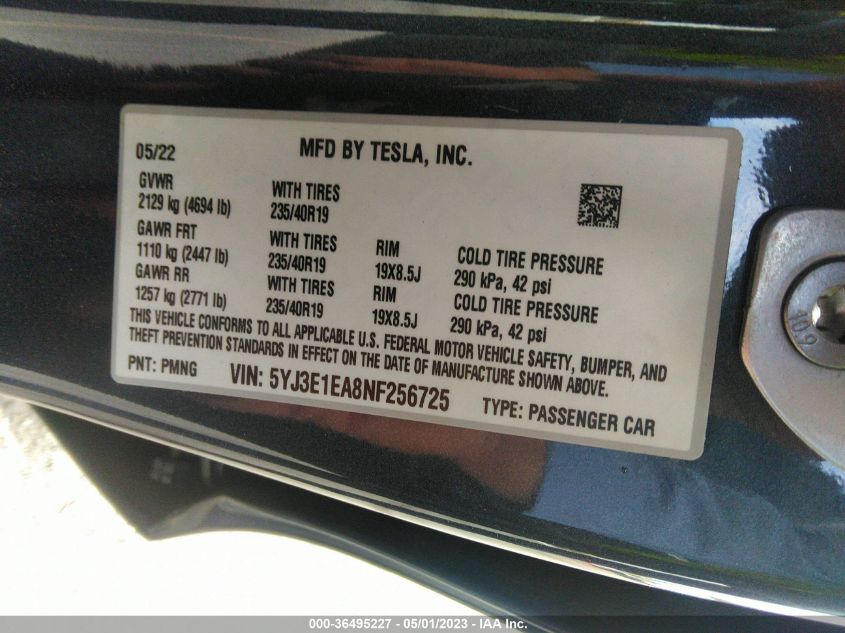 05/22
MFD BY TESLA, INC.
GVWR
2129 kg (4694 lb)
WITH TIRES
235/40R19
GAWR FRT
1110 kg (2447 lb)
WITH TIRES
235/40R19
RIM
19X8.5J
COLD TIRE PRESSURE
290 kPa, 42 psi
GAWR RR
1257 kg (2771 lb)
WITH TIRES
235/40R19
RIM
19X8.5J
COLD TIRE PRESSURE
290 kPa, 42 psi
THIS VEHICLE CONFORMS TO ALL APPLICABLE U.S. FEDERAL MOTOR VEHICLE SAFETY, BUMPER, AND
THEFT PREVENTION STANDARDS IN EFFECT ON THE DATE OF MANUFACTURE SHOWN ABOVE.
PNT: PMNG
VIN: 5YJ3E1EA8NF256725
TYPE: PASSENGER CAR
10.9
000-36495227 - 05/01/2023 - IAA Inc.